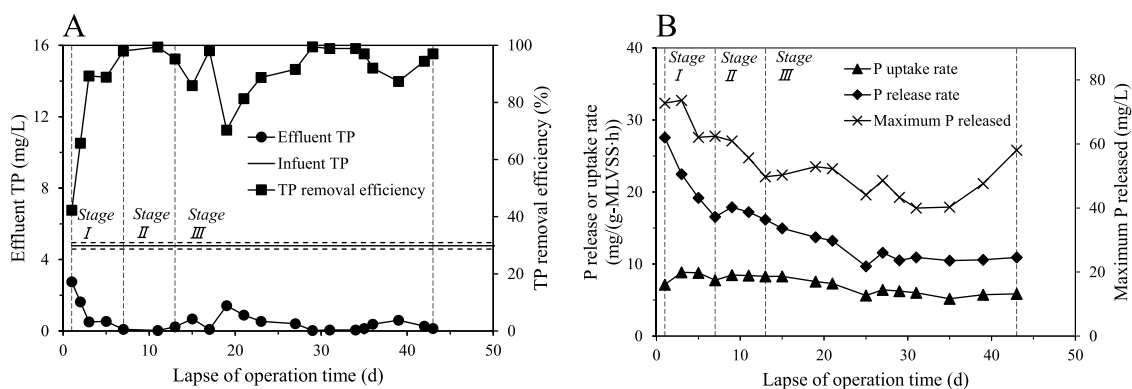 A
16
12
8
4
0
Effluent TP (mg/L)
100
80
60
40
20
0
TP removal efficiency (%)
Effluent TP
Infuent TP
TP removal efficiency
Stage Stage Stage
I II III
0 10 20 30 40 50
Lapse of operation time (d)
B
40
30
20
10
0
P release or uptake rate
(mg/(g-MLVSS·h))
80
60
40
20
0
Maximum P released (mg/L)
Stage Stage Stage
I II III
P uptake rate
P release rate
Maximum P released
0 10 20 30 40 50
Lapse of operation time (d)